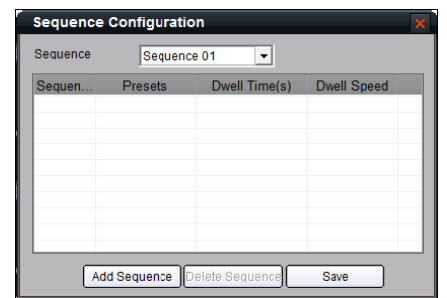 Sequence Configuration
Sequence Sequence 01
Sequen... Presets Dwell Time(s) Dwell Speed
Add Sequence Delete Sequence Save